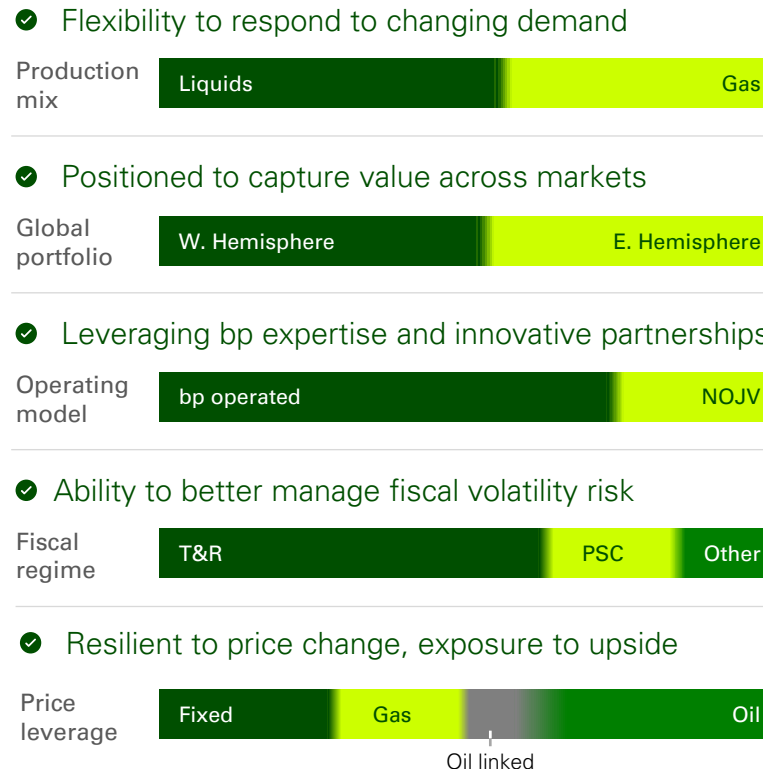 Flexibility to respond to changing demand
Production
mix
Liquids
Gas
Positioned to capture value across markets
Global
portfolio
W. Hemisphere
E. Hemisphere
Leveraging bp expertise and innovative partnerships
Operating
model
bp operated
NOJV
Ability to better manage fiscal volatility risk
Fiscal
regime
T&R
PSC
Other
Resilient to price change, exposure to upside
Price
leverage
Fixed
Gas
Oil
Oil linked